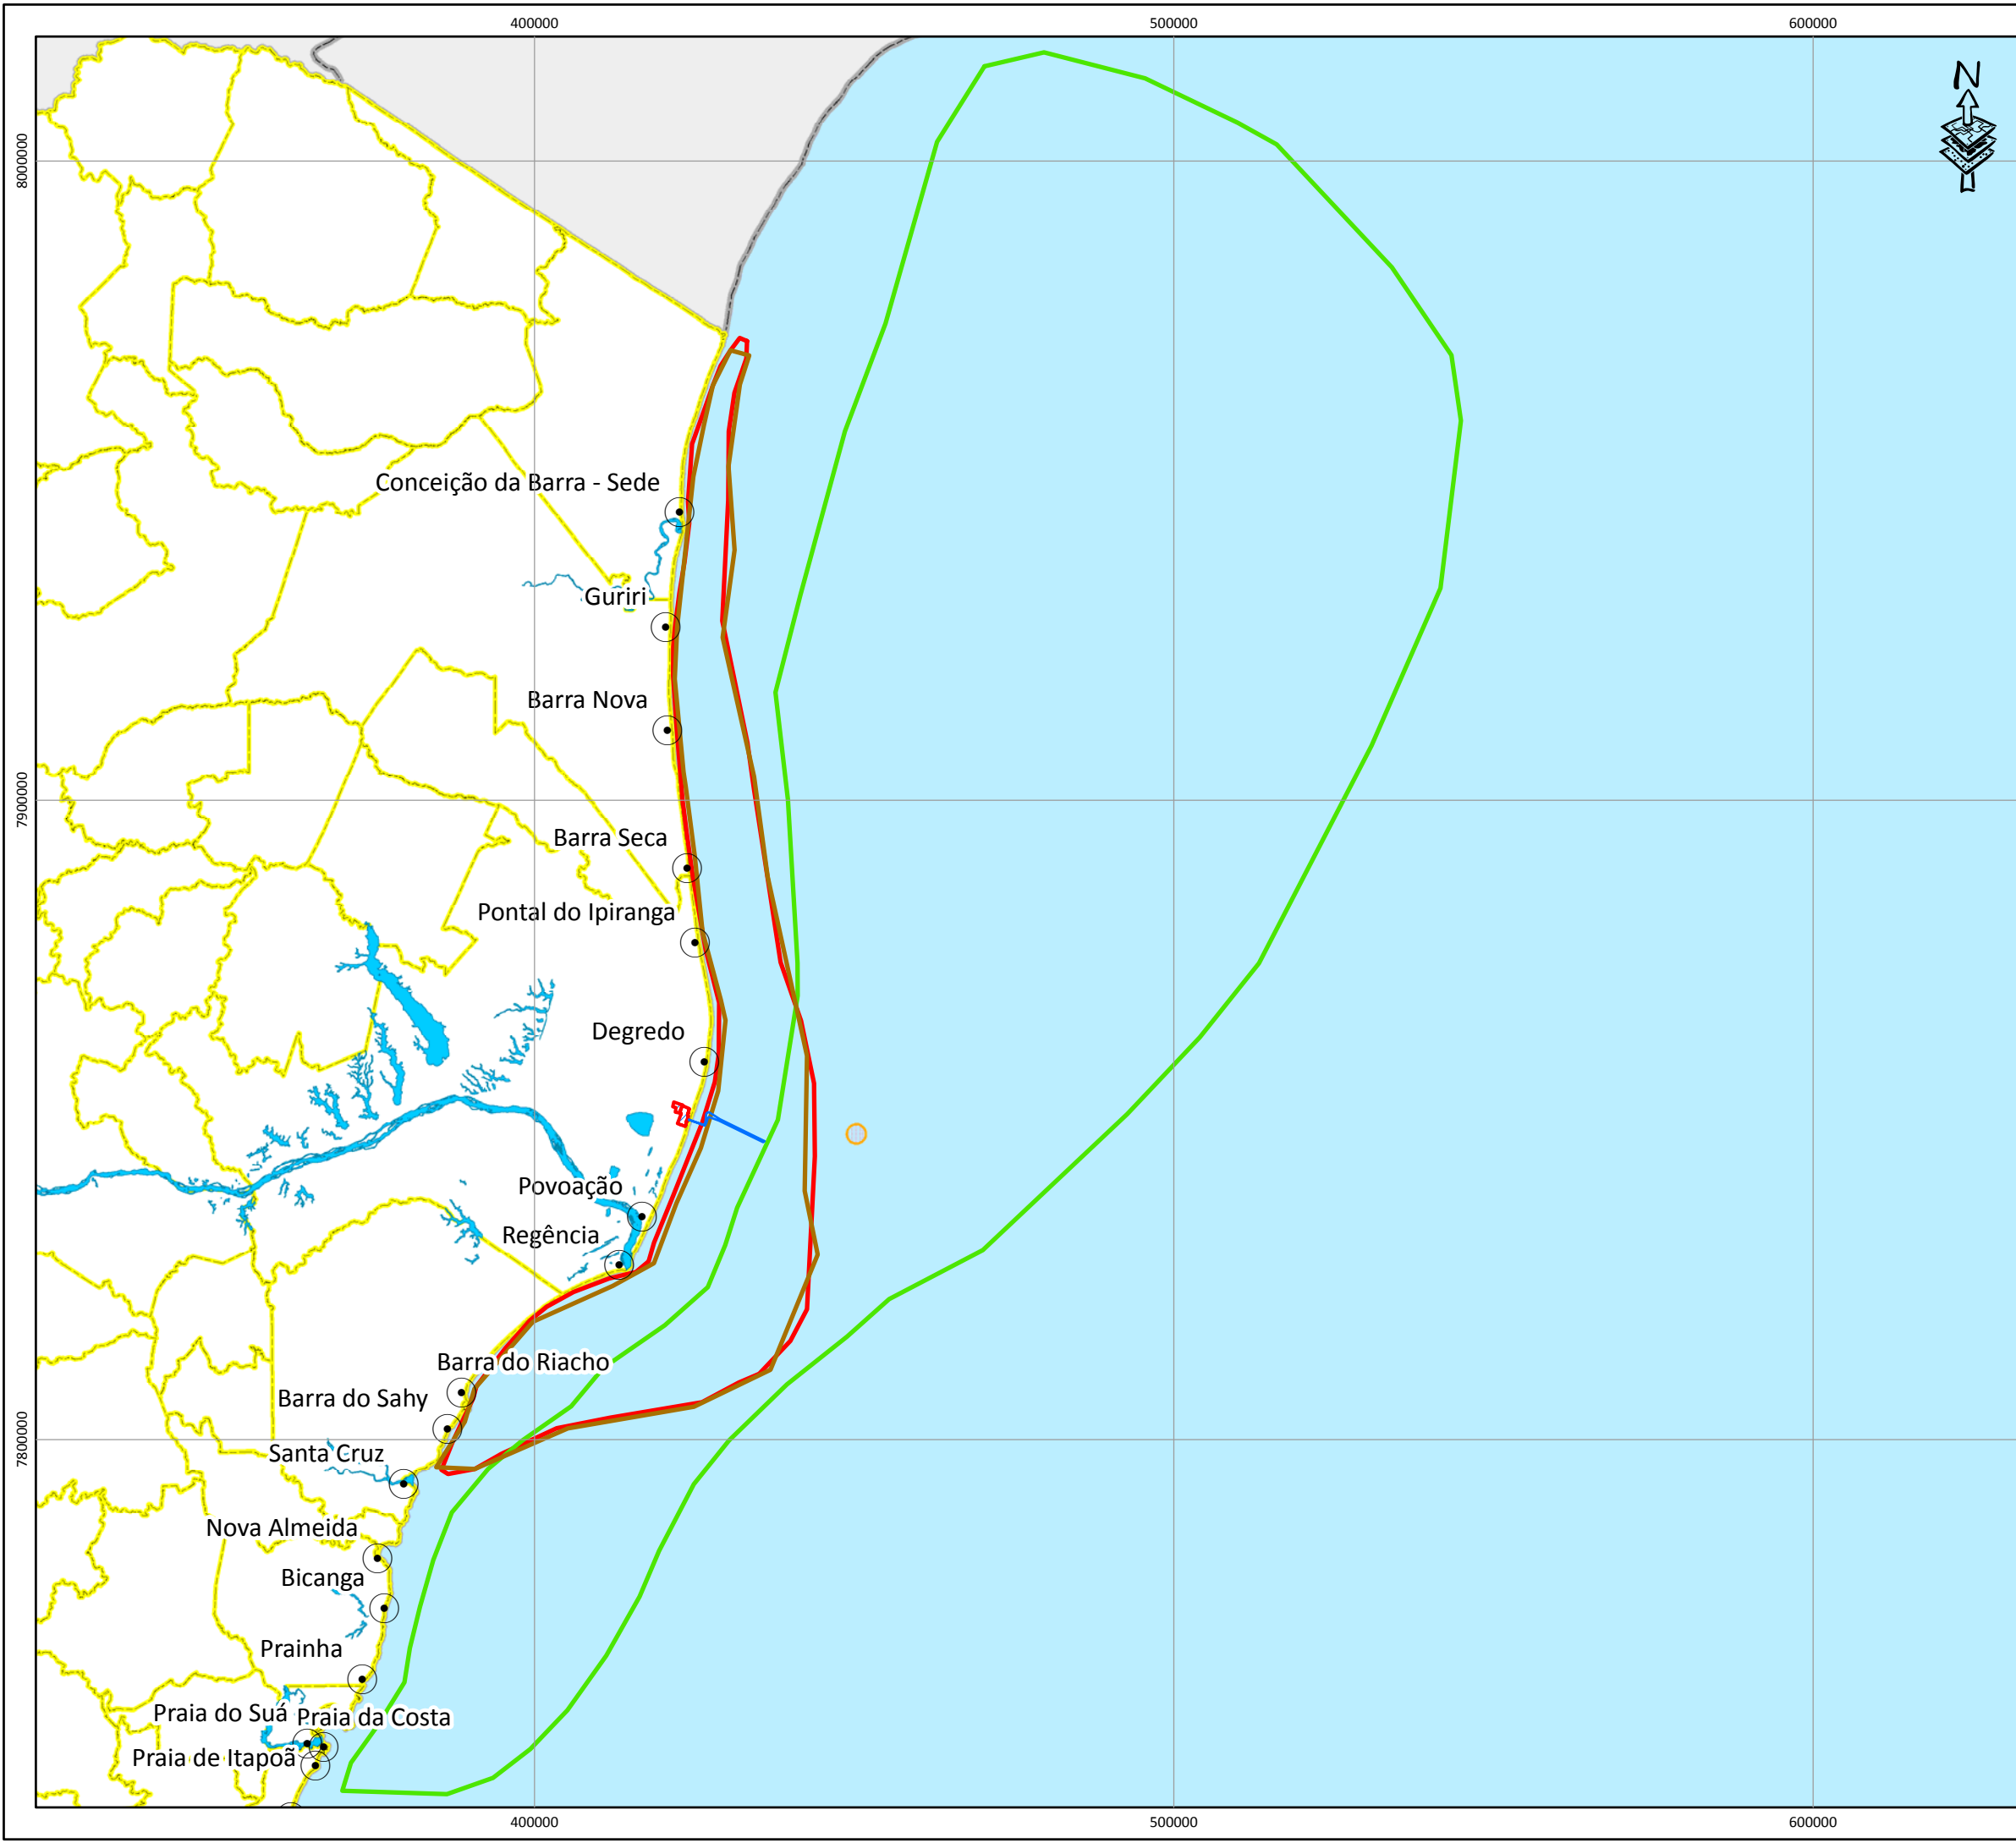 400000
500000
600000
N
8000000
Conceição da Barra - Sede
Guriri
Barra Nova
7900000
Barra Seca
Pontal do Ipiranga
Degredo
Povoação
Regência
Barra do Riacho
Barra do Sahy
7800000
Santa Cruz
Nova Almeida
Bicanga
Prainha
Praia do Suá
Praia da Costa
Praia de Itapoã
400000
500000
600000